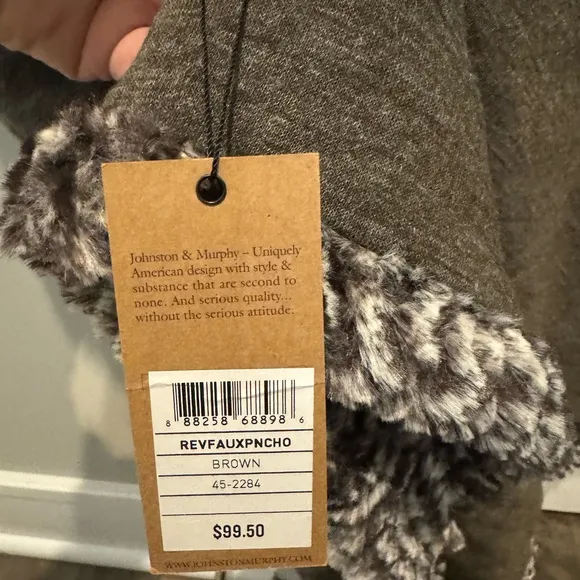 Johnston & Murphy – Uniquely
American design with style &
substance that are second to
none. And serious quality...
without the serious attitude.
8 88258 68898 6
REVFAUXPNCHO
BROWN
45-2284
$99.50
WWW.JOHNSTONMURPHY.COM